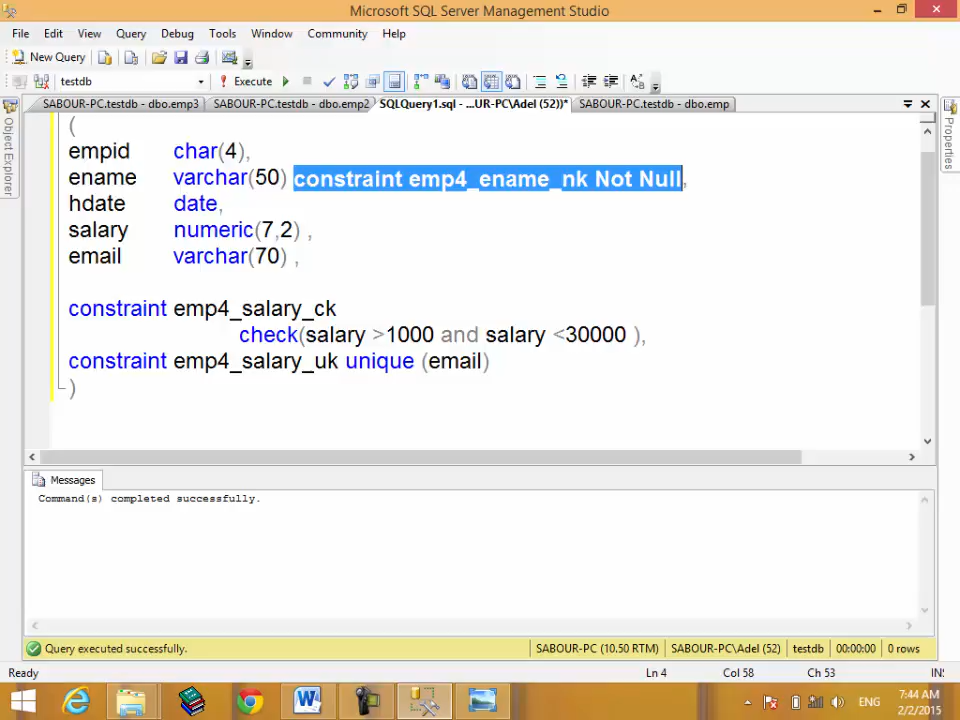 Microsoft SQL Server Management Studio
File Edit View Query Debug Tools Window Community Help
New Query
testdb Execute
SABOUR-PC.testdb - dbo.emp3 SABOUR-PC.testdb - dbo.emp2 SQLQuery1.sql - ...UR-PC\Adel (52))* SABOUR-PC.testdb - dbo.emp
Object Explorer
Properties
(
empid char(4),
ename varchar(50) constraint emp4_ename_nk Not Null,
hdate date,
salary numeric(7,2) ,
email varchar(70) ,
constraint emp4_salary_ck
check(salary >1000 and salary <30000 ),
constraint emp4_salary_uk unique (email)
)
Messages
Command(s) completed successfully.
Query executed successfully. SABOUR-PC (10.50 RTM) SABOUR-PC\Adel (52) testdb 00:00:00 0 rows
Ready Ln 4 Col 58 Ch 53 INS
ENG
7:44 AM
2/2/2015